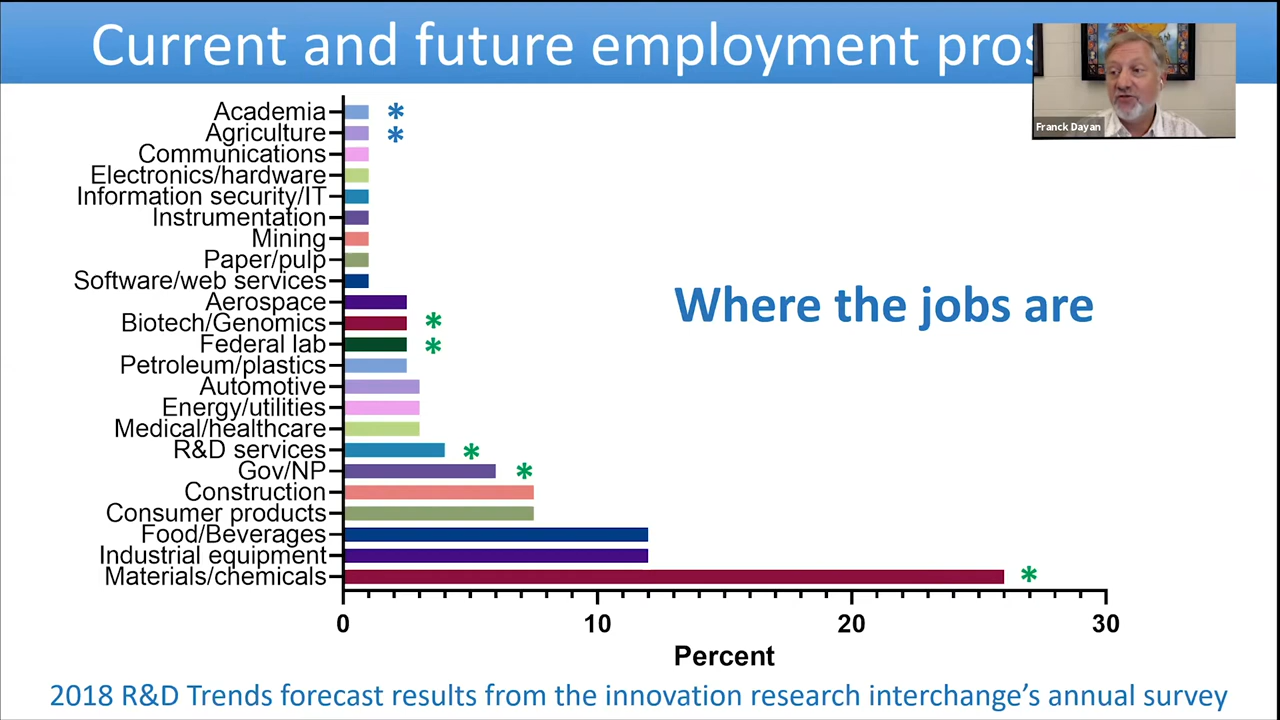 Current and future employment pros
Franck Dayan
Academia *
Agriculture *
Communications
Electronics/hardware
Information security/IT
Instrumentation
Mining
Paper/pulp
Software/web services
Aerospace
Biotech/Genomics *
Federal lab *
Petroleum/plastics
Automotive
Energy/utilities
Medical/healthcare
R&D services *
Gov/NP *
Construction
Consumer products
Food/Beverages
Industrial equipment
Materials/chemicals *
Where the jobs are
0 10 20 30
Percent
2018 R&D Trends forecast results from the innovation research interchange's annual survey